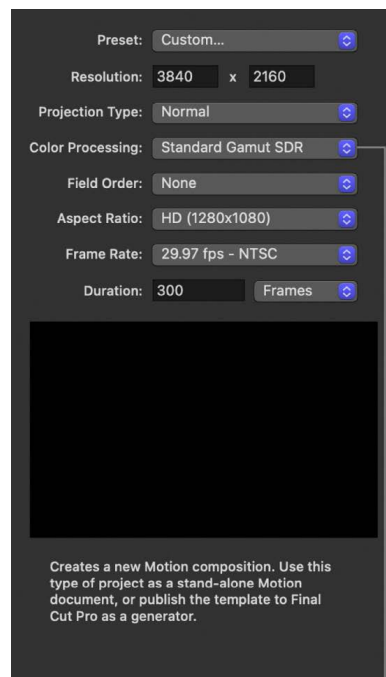 Preset: Custom...
Resolution: 3840 x 2160
Projection Type: Normal
Color Processing: Standard Gamut SDR
Field Order: None
Aspect Ratio: HD (1280x1080)
Frame Rate: 29.97 fps - NTSC
Duration: 300 Frames
Creates a new Motion composition. Use this
type of project as a stand-alone Motion
document, or publish the template to Final
Cut Pro as a generator.